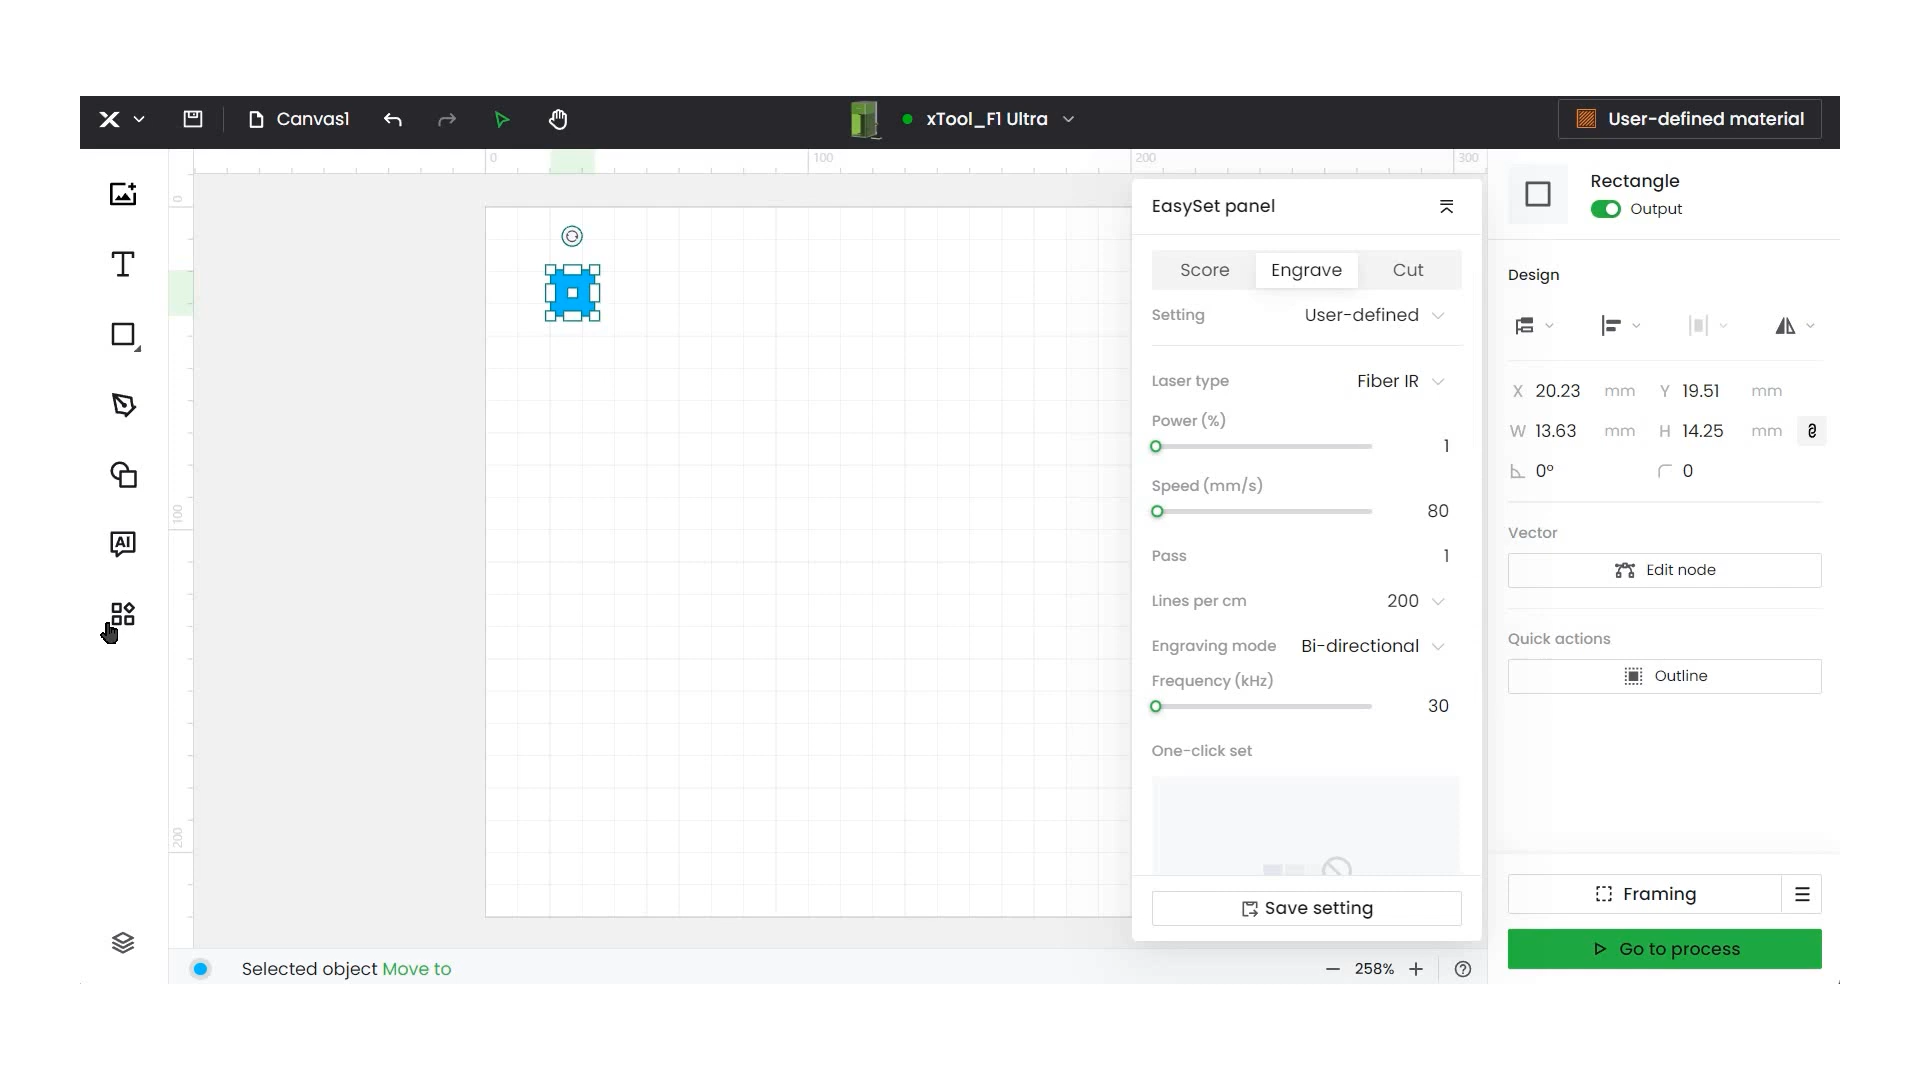 Canvas1
xTool_F1 Ultra
User-defined material
0
100
200
300
0
100
200
T
AI
EasySet panel
Score Engrave Cut
Setting User-defined
Laser type Fiber IR
Power (%)
1
Speed (mm/s)
80
Pass 1
Lines per cm 200
Engraving mode Bi-directional
Frequency (kHz)
30
One-click set
Save setting
Rectangle
Output
Design
X 20.23 mm Y 19.51 mm
W 13.63 mm H 14.25 mm
0° 0
Vector
Edit node
Quick actions
Outline
Framing
Go to process
Selected object Move to
258%